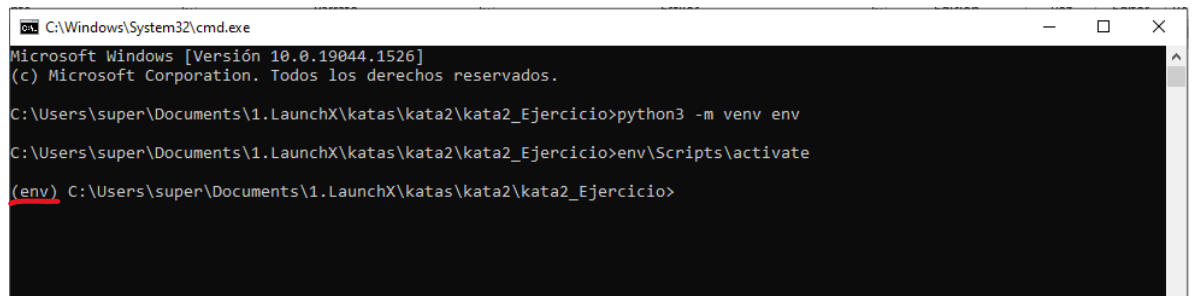 C:\Windows\System32\cmd.exe
Microsoft Windows [Versión 10.0.19044.1526]
(c) Microsoft Corporation. Todos los derechos reservados.
C:\Users\super\Documents\1.LaunchX\katas\kata2\kata2_Ejercicio>python3 -m venv env
C:\Users\super\Documents\1.LaunchX\katas\kata2\kata2_Ejercicio>env\Scripts\activate
(env) C:\Users\super\Documents\1.LaunchX\katas\kata2\kata2_Ejercicio>